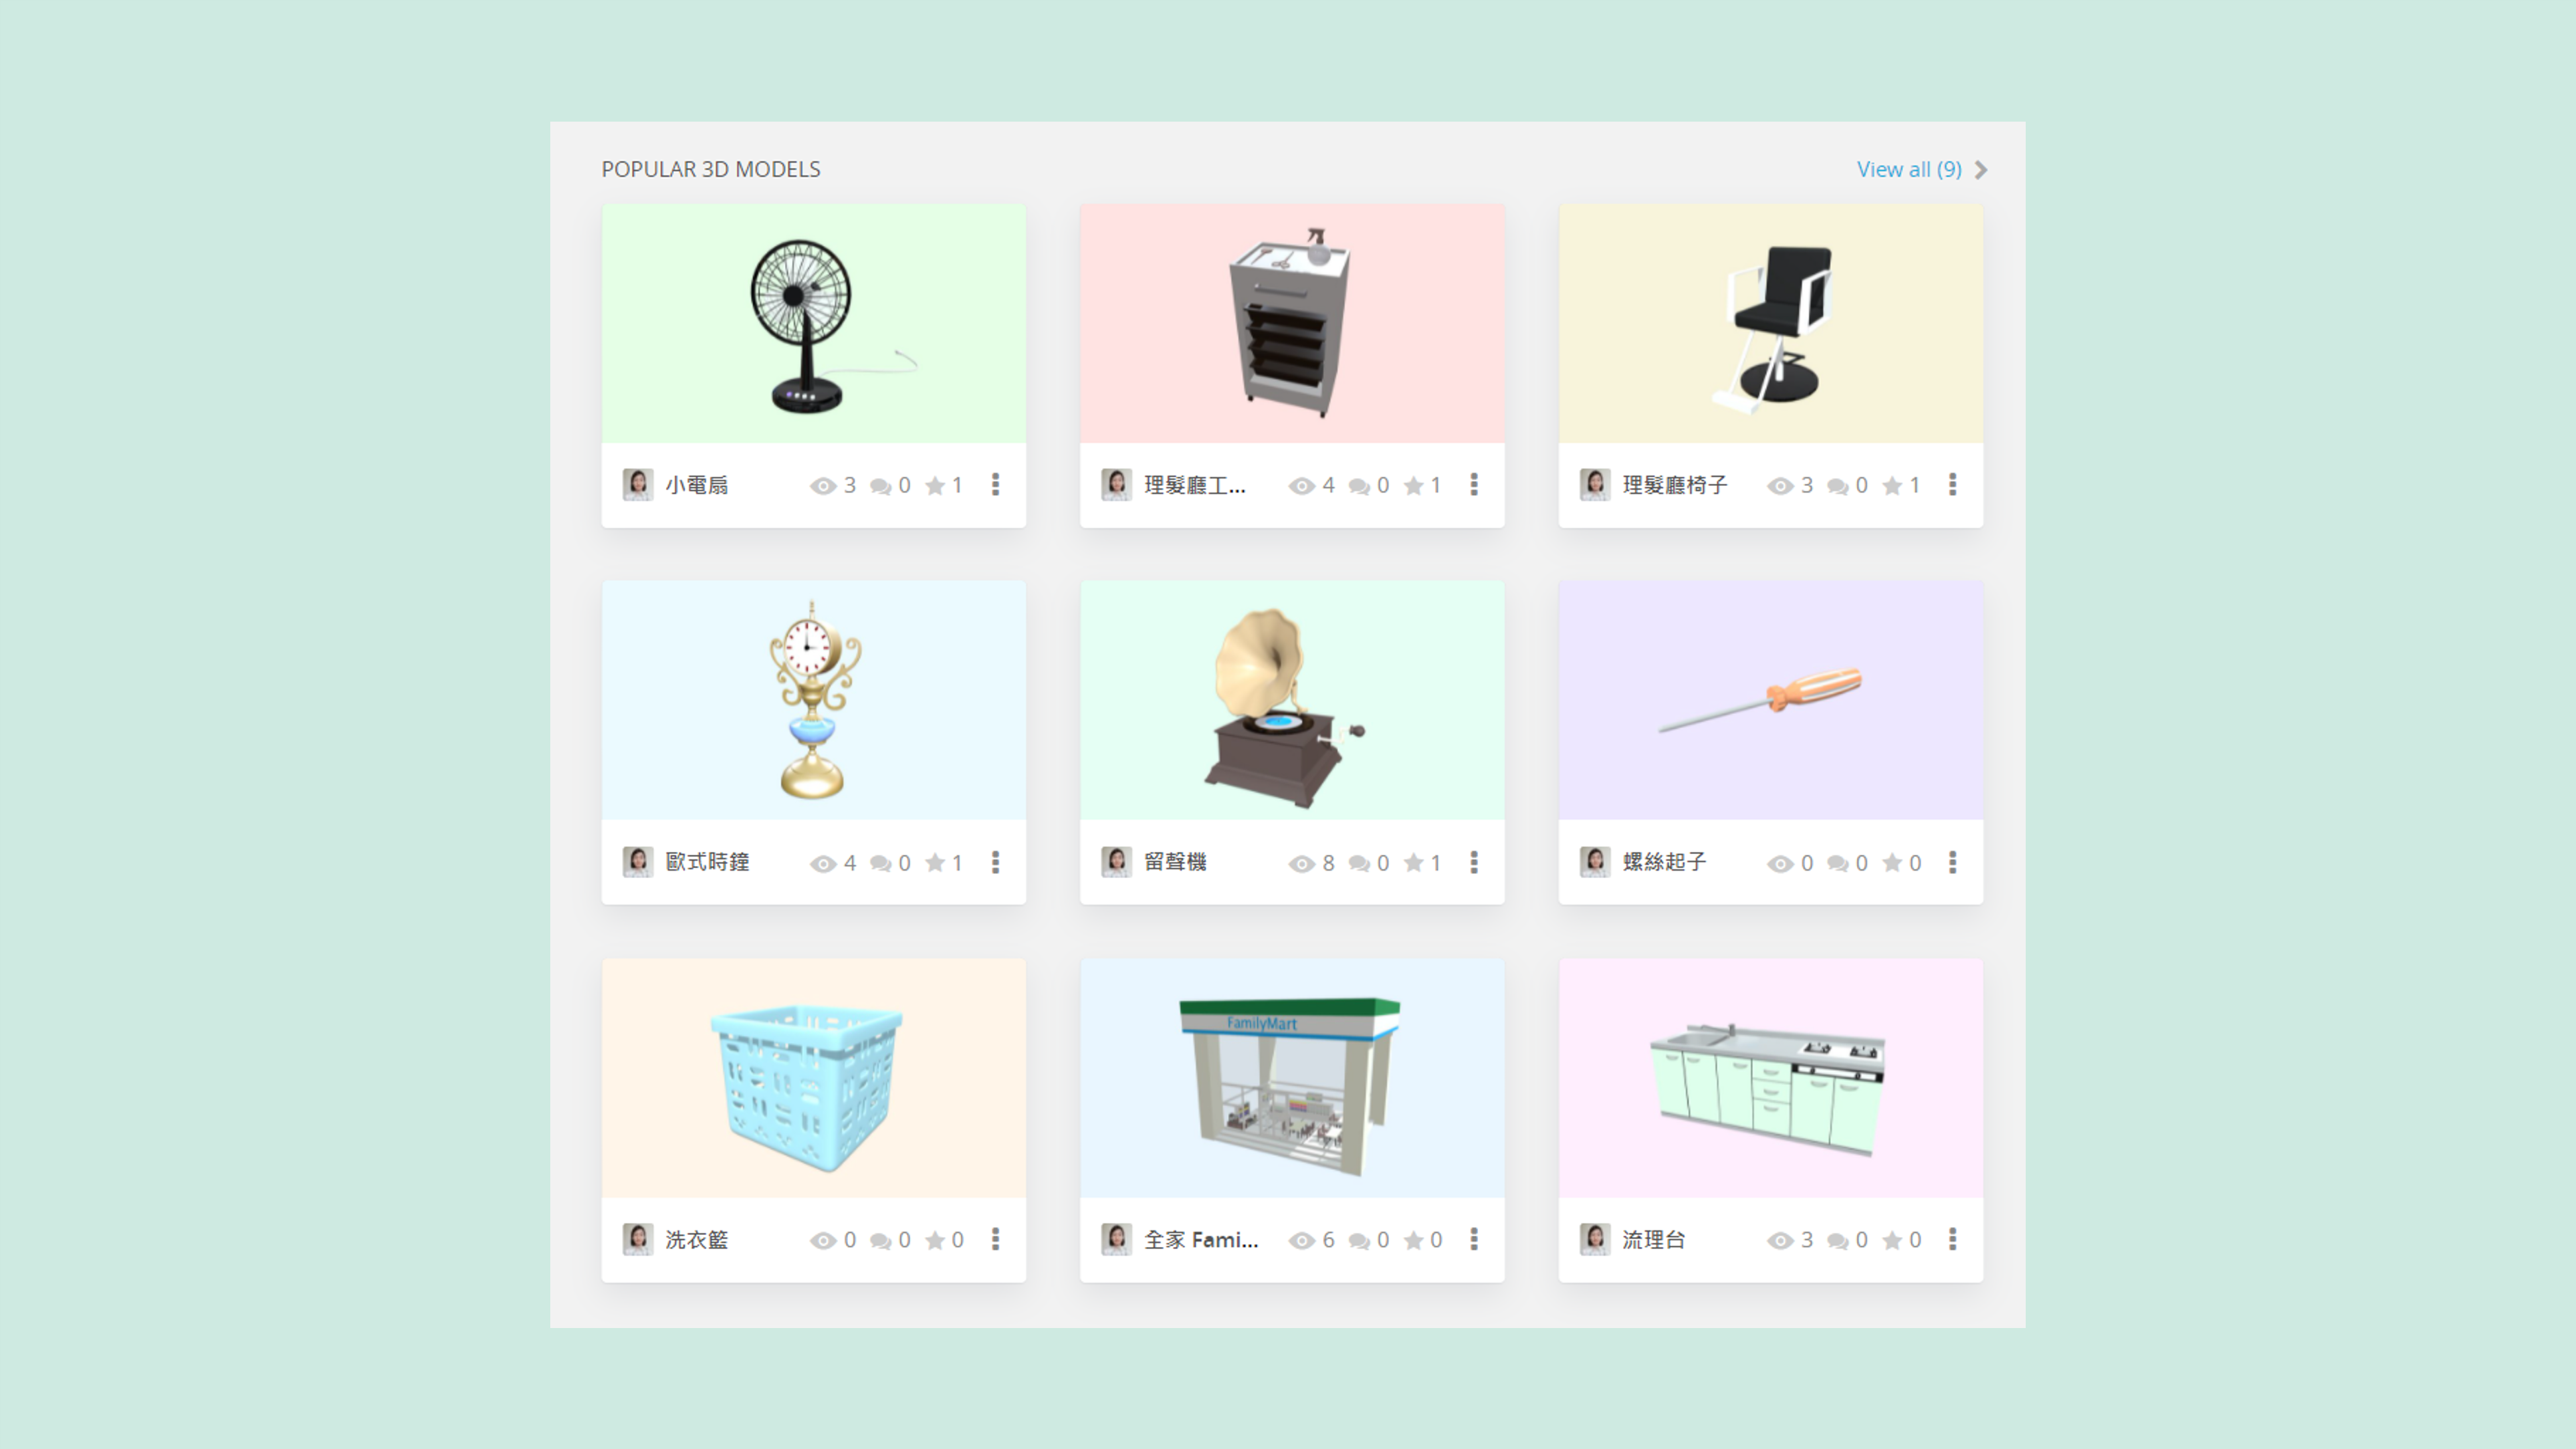 POPULAR 3D MODELS
View all (9)
小電扇 3 0 1
理髮廳工... 4 0 1
理髮廳椅子 3 0 1
歐式時鐘 4 0 1
留聲機 8 0 1
螺絲起子 0 0 0
FamilyMart
洗衣籃 0 0 0
全家 Fami... 6 0 0
流理台 3 0 0